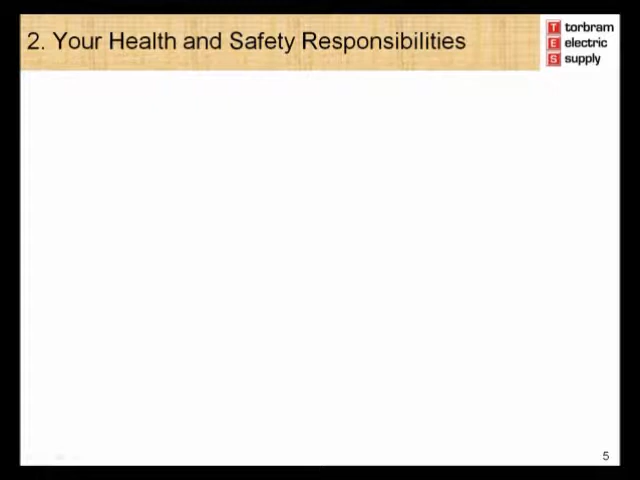 2. Your Health and Safety Responsibilities
T torbram
E electric
S supply
5